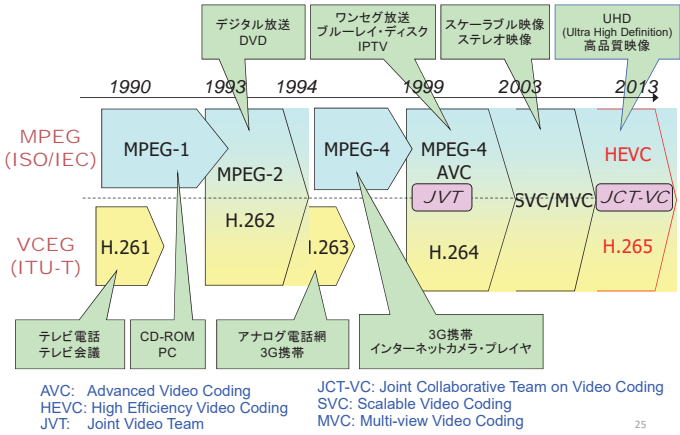 デジタル放送
DVD
ワンセグ放送
ブルーレイ・ディスク
IPTV
スケーラブル映像
ステレオ映像
UHD
(Ultra High Definition)
高品質映像
1990
1993
1994
1999
2003
2013
MPEG
(ISO/IEC)
MPEG-1
MPEG-2
MPEG-4
MPEG-4
AVC
HEVC
JVT
SVC/MVC
JCT-VC
VCEG
(ITU-T)
H.261
H.262
.263
H.264
H.265
テレビ電話
テレビ会議
CD-ROM
PC
アナログ電話網
3G携帯
3G携帯
インターネットカメラ・プレイヤ
AVC: Advanced Video Coding
HEVC: High Efficiency Video Coding
JVT: Joint Video Team
JCT-VC: Joint Collaborative Team on Video Coding
SVC: Scalable Video Coding
MVC: Multi-view Video Coding
25